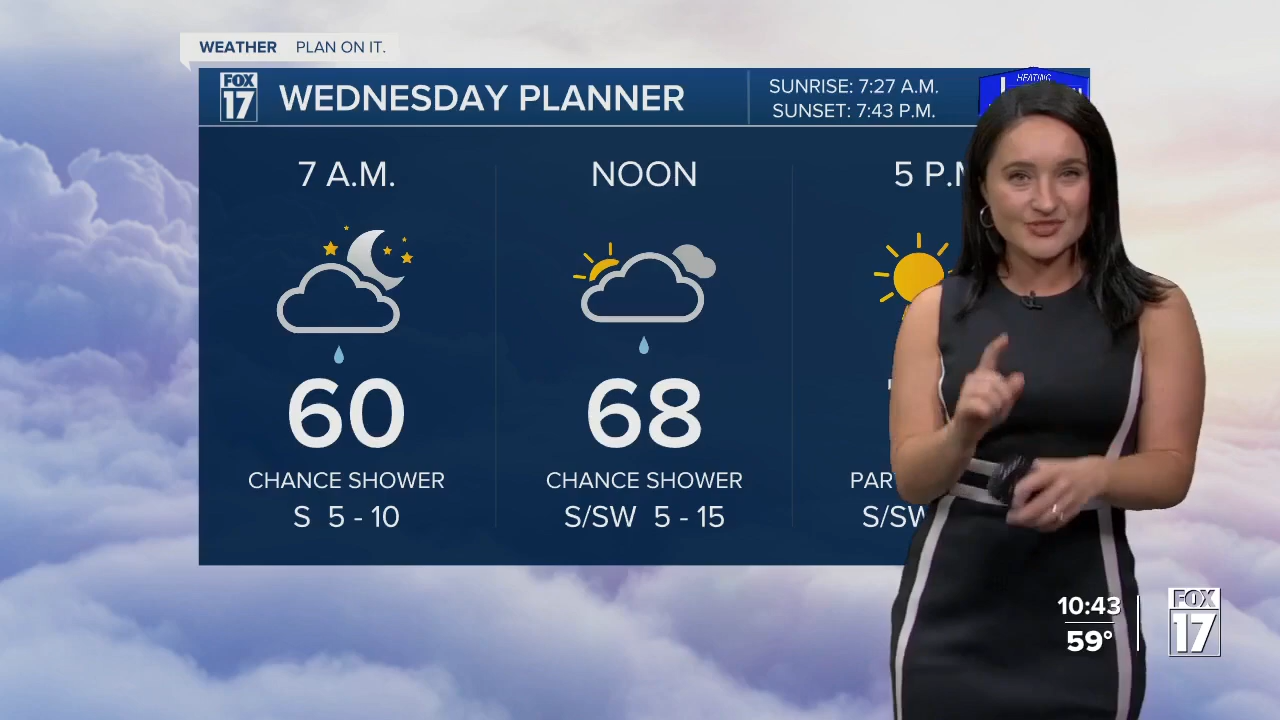 WEATHER PLAN ON IT.
FOX 17
WEDNESDAY PLANNER
SUNRISE: 7:27 A.M.
SUNSET: 7:43 P.M.
HEATING
7 A.M.
NOON
5 P.M
60
68
CHANCE SHOWER
CHANCE SHOWER
PAR
S 5 - 10
S/SW 5 - 15
S/SW
10:43
59°
FOX
17